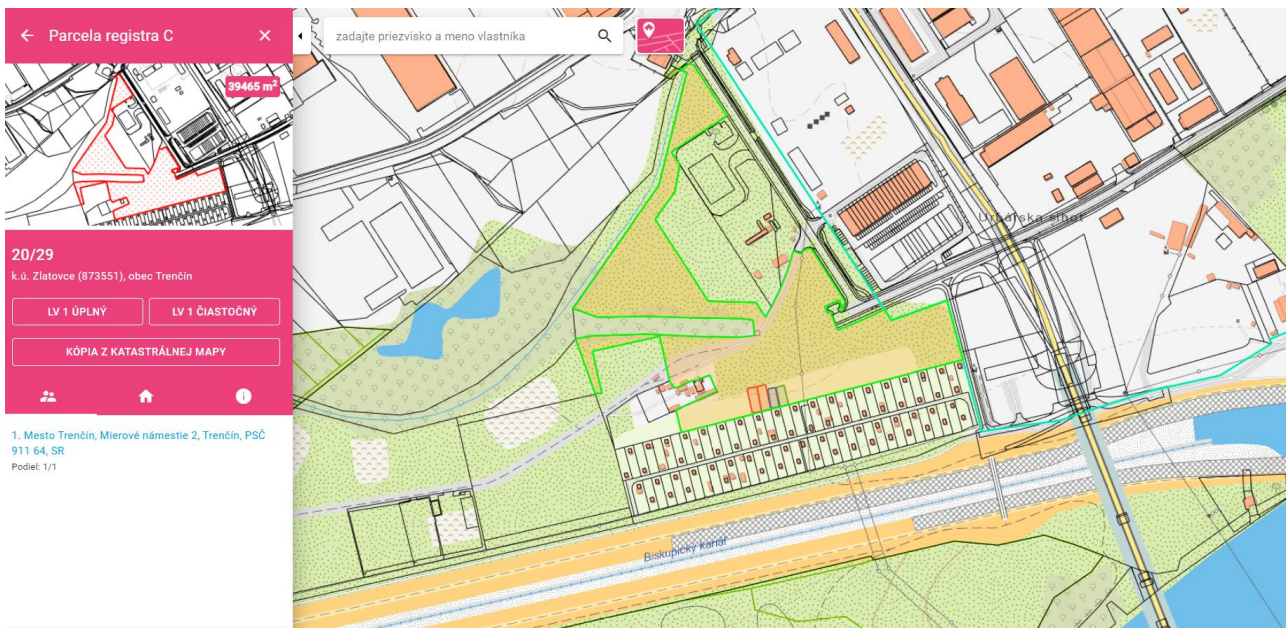 Parcela registra C
39465 m²
20/29
k.ú. Zlatovce (873551), obec Trenčín
LV 1 ÚPLNÝ
LV 1 ČIASTOČNÝ
KÓPIA Z KATASTRÁLNEJ MAPY
1. Mesto Trenčín, Mierové námestie 2, Trenčín, PSČ
911 64, SR
Podiel: 1/1
zadajte priezvisko a meno vlastníka
Urbárska sihoť
Biskupický kanál